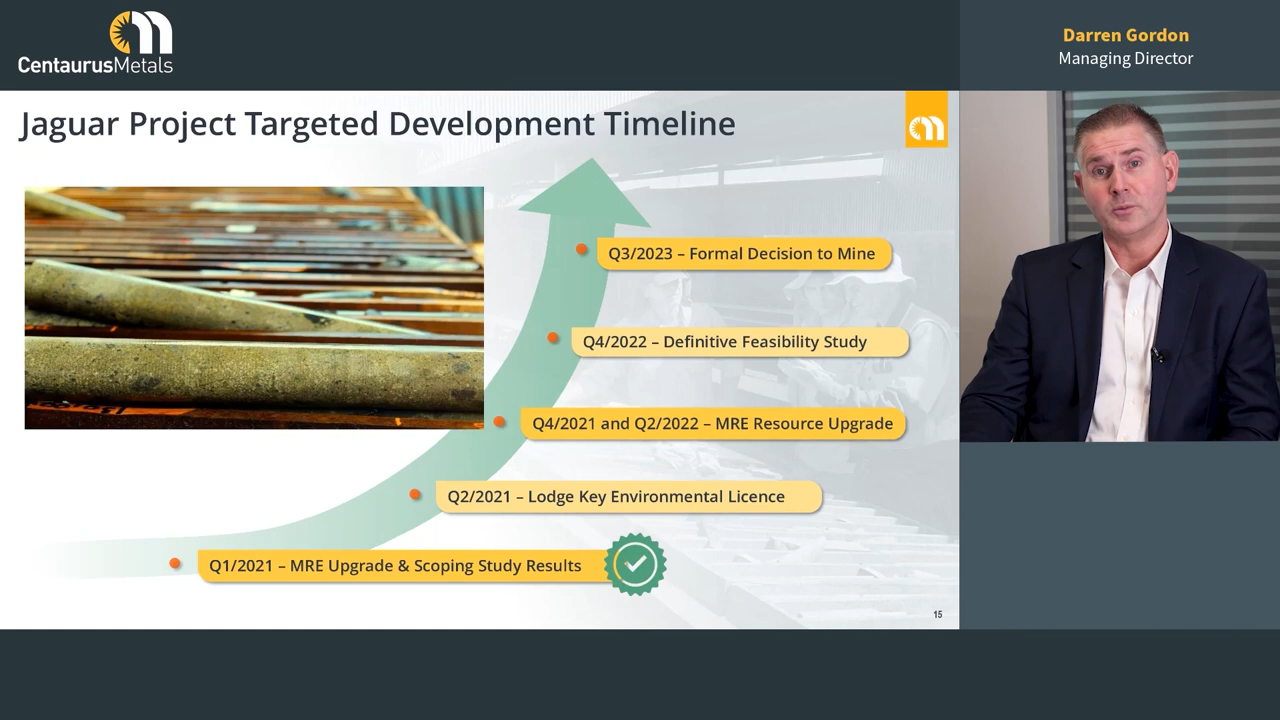 CentaurusMetals
Darren Gordon
Managing Director
Jaguar Project Targeted Development Timeline
Q3/2023 – Formal Decision to Mine
Q4/2022 – Definitive Feasibility Study
Q4/2021 and Q2/2022 – MRE Resource Upgrade
Q2/2021 – Lodge Key Environmental Licence
Q1/2021 – MRE Upgrade & Scoping Study Results
15